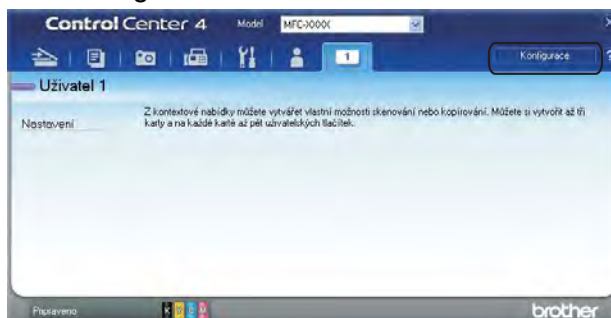 Control Center 4 Model MFC-XXXX
1 Konfigurace ?
Uživatel 1
Nastavení
Z kontextové nabídky můžete vytvářet vlastní možnosti skenování nebo kopírování. Můžete si vytvořit až tři
karty a na každé kartě až pět uživatelských tlačítek.
Připraveno
brother